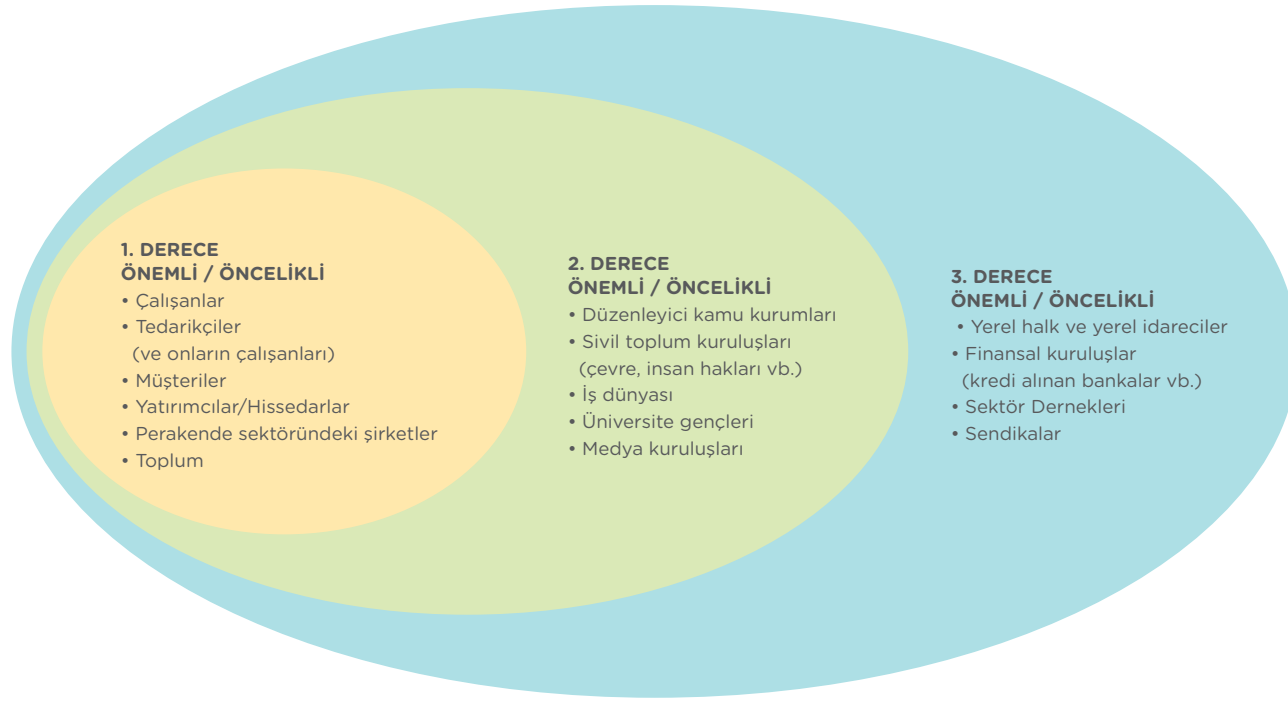 1. DERECE
ÖNEMLİ / ÖNCELİKLİ
• Çalışanlar
• Tedarikçiler
(ve onların çalışanları)
• Müşteriler
• Yatırımcılar/Hissedarlar
• Perakende sektöründeki şirketler
• Toplum
2. DERECE
ÖNEMLİ / ÖNCELİKLİ
• Düzenleyici kamu kurumları
• Sivil toplum kuruluşları
(çevre, insan hakları vb.)
• İş dünyası
• Üniversite gençleri
• Medya kuruluşları
3. DERECE
ÖNEMLİ / ÖNCELİKLİ
• Yerel halk ve yerel idareciler
• Finansal kuruluşlar
(kredi alınan bankalar vb.)
• Sektör Dernekleri
• Sendikalar